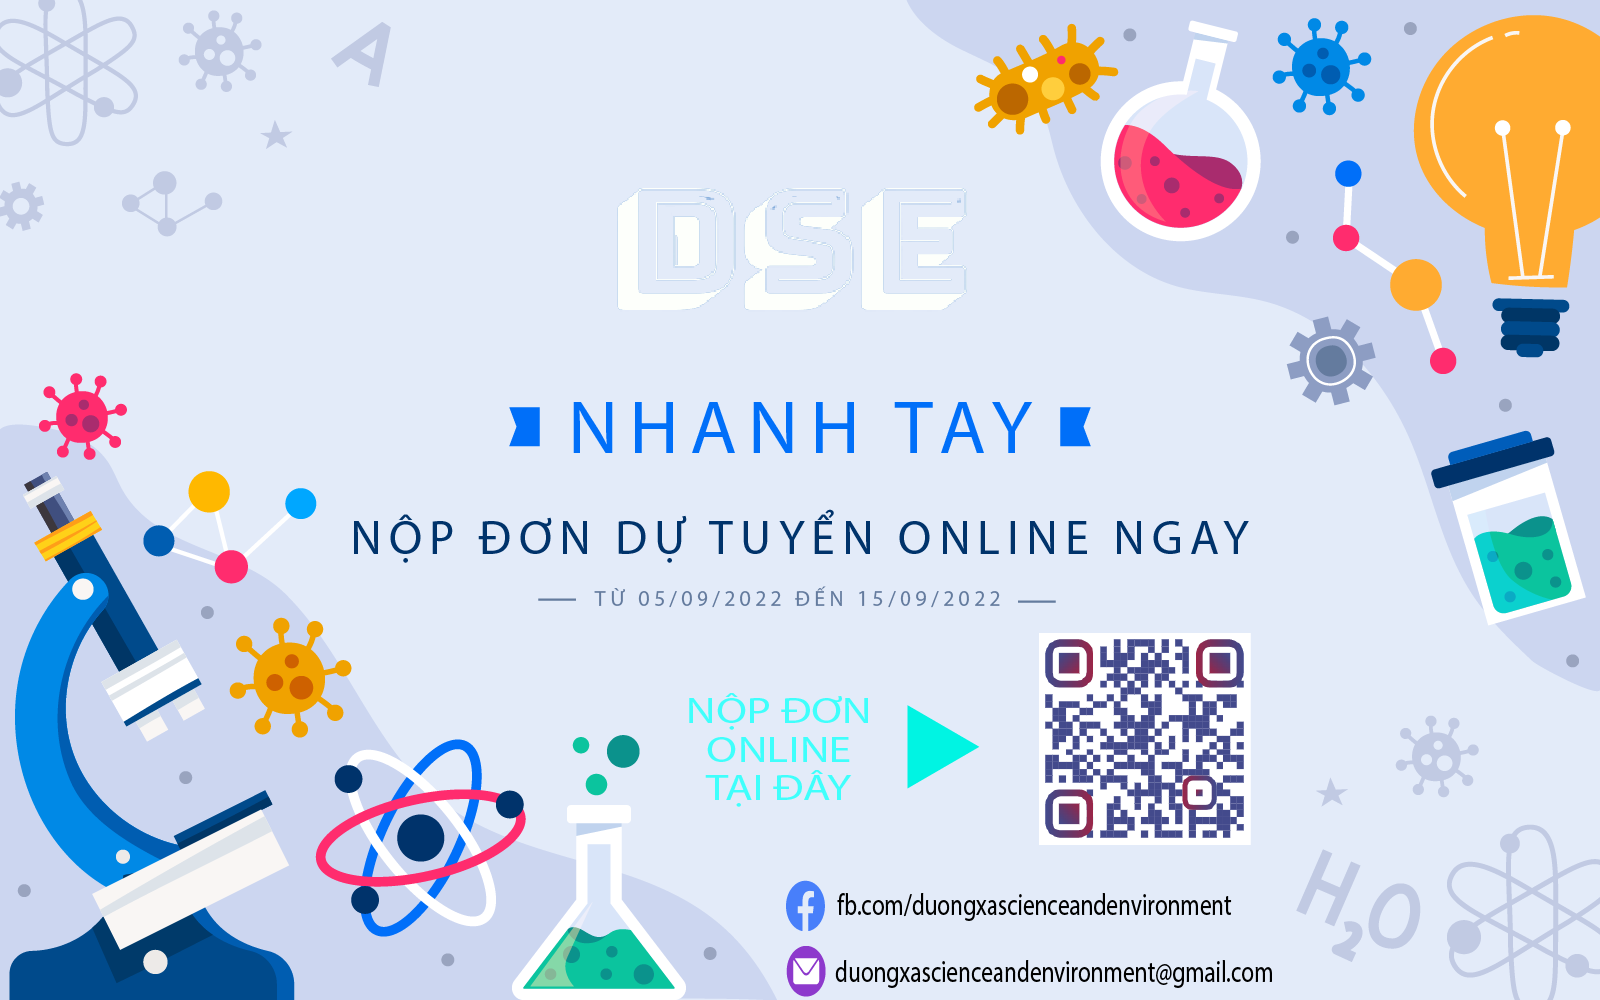 A
DSE
NHANH TAY
NỘP ĐƠN DỰ TUYỂN ONLINE NGAY
TỪ 05/09/2022 ĐẾN 15/09/2022
NỘP ĐƠN
ONLINE
TẠI ĐÂY
H₂O
fb.com/duongxascienceandenvironment
duongxascienceandenvironment@gmail.com